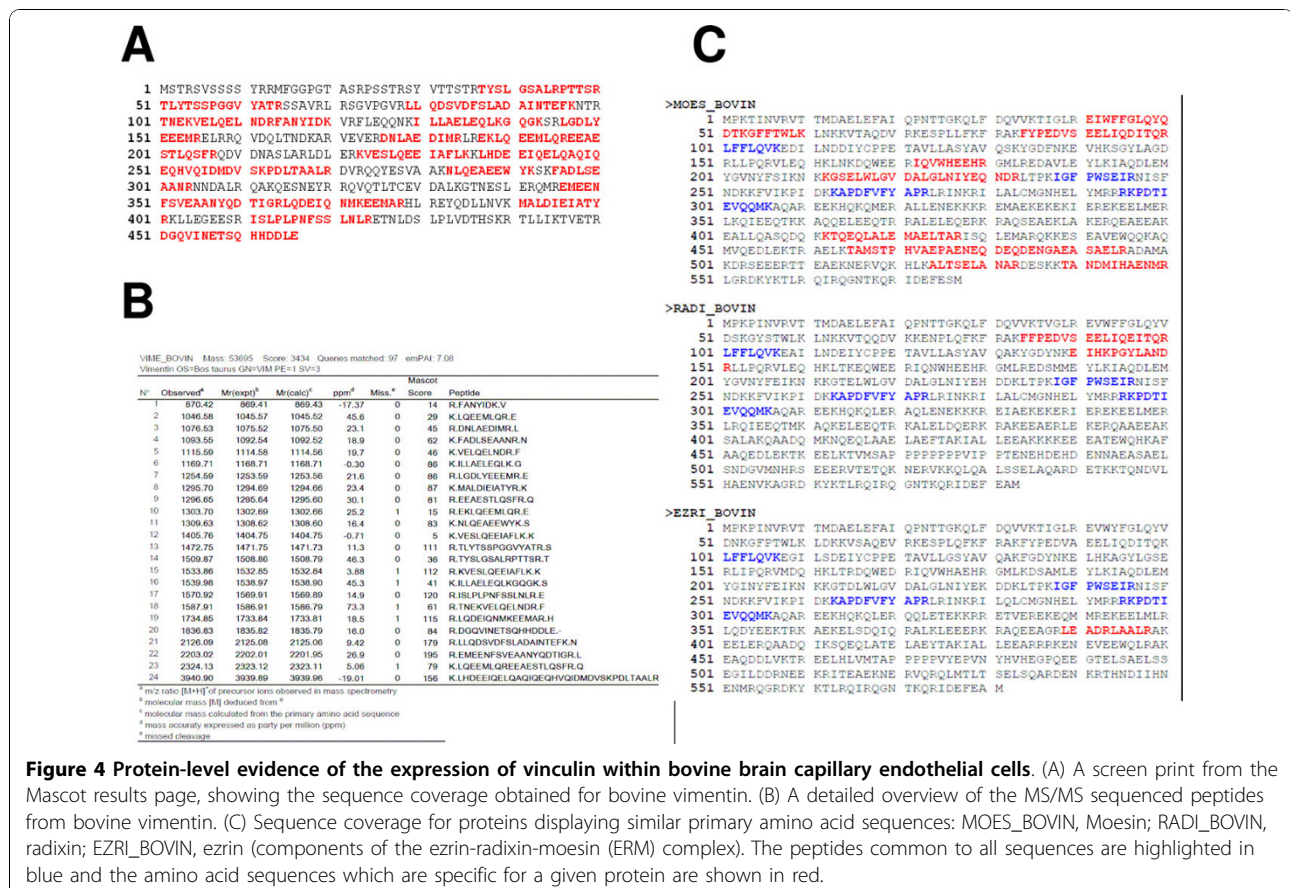 A
1 MSTRSVSSSS YRRMFGGPGT ASRPSSTRSY VTTSTRTYSL GSALRPTTSR
51 TLYTSSPGGV YATRSSAVRL RSGVPGVRLL QDSVDFSLAD AINTEFKNTR
101 TNEKVELQEL NDRFANYIDK VRFLEQQNKI LLAELEQLKG QGKSRLGDLY
151 EEEMRELRRQ VDQLTNDKAR VEVERDNLAE DIMRLREKLQ EEMLQREEAE
201 STLQSFRQDV DNASLARLDL ERKVESLQEE IAFLKKLHDE EIQELQAQIQ
251 EQHVQIDMDV SKPDLTAALR DVRQQYESVA AKNLQEAEEW YKSKFADLSE
301 AANRNNDALR QAKQESNEYR RQVQTLTCEV DALKGTNESL ERQMREMEEN
351 FSVEAANYQD TIGRLQDEIQ NMKEEMARHL REYQDLLNVK MALDIEIATY
401 RKLLEGEESR ISLPLPNFSS LNLRETNLDS LPLVDTHSKR TLLIKTVETR
451 DGQVINETSQ HHDDLE
B
VIME_BOVIN Mass: 53695 Score: 3434 Queries matched: 97 emPAI: 7.08
Vimentin OS=Bos taurus GN=VIM PE=1 SV=3
Mascot
N° Observedᵃ Mr(expt)ᵇ Mr(calc)ᶜ ppmᵈ Miss.ᵉ Score Peptide
1 870.42 869.41 869.43 -17.37 0 14 R.FANYIDK.V
2 1046.58 1045.57 1045.52 45.6 0 29 K.LQEEMLQR.E
3 1076.53 1075.52 1075.50 23.1 0 45 R.DNLAEDIMR.L
4 1093.55 1092.54 1092.52 18.9 0 62 K.FADLSEAANR.N
5 1115.59 1114.58 1114.56 19.7 0 46 K.VELQELNDR.F
6 1169.71 1168.71 1168.71 -0.30 0 86 K.ILLAELEQLK.G
7 1254.59 1253.59 1253.56 21.6 0 86 R.LGDLYEEEMR.E
8 1295.70 1294.69 1294.66 23.4 0 87 K.MALDIEIATYR.K
9 1296.65 1295.64 1295.60 30.1 0 81 R.EEAESTLQSFR.Q
10 1303.70 1302.69 1302.66 25.2 1 15 R.EKLQEEMLQR.E
11 1309.63 1308.62 1308.60 16.4 0 83 K.NLQEAEEWYK.S
12 1405.76 1404.75 1404.75 -0.71 0 5 K.VESLQEEIAFLK.K
13 1472.75 1471.75 1471.73 11.3 0 111 R.TLYTSSPGGVYATR.S
14 1509.87 1508.86 1508.79 46.3 0 36 R.TYSLGSALRPTTSR.T
15 1533.86 1532.85 1532.84 3.88 1 112 R.KVESLQEEIAFLK.K
16 1539.98 1538.97 1538.90 45.3 1 41 K.ILLAELEQLKGQGK.S
17 1570.92 1569.91 1569.89 14.9 0 120 R.ISLPLPNFSSLNLR.E
18 1587.91 1586.91 1586.79 73.3 1 61 R.TNEKVELQELNDR.F
19 1734.85 1733.84 1733.81 18.5 1 115 R.LQDEIQNMKEEMAR.H
20 1836.83 1835.82 1835.79 16.0 0 84 R.DGQVINETSQHHDDLE.-
21 2126.09 2125.08 2125.06 9.42 0 179 R.LLQDSVDFSLADAINTEFK.N
22 2203.02 2202.01 2201.95 26.9 0 195 R.EMEENFSVEAANYQDTIGR.L
23 2324.13 2323.12 2323.11 5.06 1 79 K.LQEEMLQREEAESTLQSFR.Q
24 3940.90 3939.89 3939.96 -19.01 0 156 K.LHDEEIQELQAQIQEQHVQIDMDVSKPDLTAALR
ᵃ m/z ratio [M+H]⁺ of precursor ions observed in mass spectrometry
ᵇ molecular mass [M] deduced from ᵃ
ᶜ molecular mass calculated from the primary amino acid sequence
ᵈ mass accuraty expressed as party per million (ppm)
ᵉ missed cleavage
C
>MOES_BOVIN
1 MPKTINVRVT TMDAELEFAI QPNTTGKQLF DQVVKTIGLR EIWFFGLQYQ
51 DTKGFFTWLK LNKKVTAQDV RKESPLLFKF RAKFYPEDVS EELIQDITQR
101 LFFLQVKEDI LNDDIYCPPE TAVLLASYAV QSKYGDFNKE VHKSGYLAGD
151 RLLPQRVLEQ HKLNKDQWEE RIQVWHEEHR GMLREDAVLE YLKIAQDLEM
201 YGVNYFSIKN KKGSELWLGV DALGLNIYEQ NDRLTPKIGF PWSEIRNISF
251 NDKKFVIKPI DKKAPDFVFY APRLRINKRI LALCMGNHEL YMRRRKPDTI
301 EVQQMKAQAR EEKHQKQMER ALLENEKKKR EMAEKEKEKI EREKEELMER
351 LKQIEEQTKK AQQELEEQTR RALELEQERK RAQSEAEKLA KERQEAEEAK
401 EALLQASQDQ KKTQEQLALE MAELTARISQ LEMARQKKES EAVEWQQKAQ
451 MVQEDLEKTR AELKTAMSTP HVAEPAENEQ DEQDENGAEA SAELRADAMA
501 KDRSEEERTT EAEKNERVQK HLKALTSELA NARDESKKTA NDMIHAENMR
551 LGRDKYKTLR QIRQGNTKQR IDEFESM
>RADI_BOVIN
1 MPKPINVRVT TMDAELEFAI QPNTTGKQLF DQVVKTVGLR EVWFFGLQYV
51 DSKGYSTWLK LNKKVTQQDV KKENPLQFKF RAKFFPEDVS EELIQEITQR
101 LFFLQVKEAI LNDEIYCPPE TAVLLASYAV QAKYGDYNKE IHKPGYLAND
151 RLLPQRVLEQ HKLTKEQWEE RIQNWHEEHR GMLREDSMME YLKIAQDLEM
201 YGVNYFEIKN KKGTELWLGV DALGLNIYEH DDKLTPKIGF PWSEIRNISF
251 NDKKFVIKPI DKKAPDFVFY APRLRINKRI LALCMGNHEL YMRRRKPDTI
301 EVQQMKAQAR EEKHQKQLER AQLENEKKKR EIAEKEKERI EREKEELMER
351 LRQIEEQTMK AQKELEEQTR KALELDQERK RAKEEAERLE KERQAAEEAK
401 SALAKQAADQ MKNQEQLAAE LAEFTAKIAL LEEAKKKKEE EATEWQHKAF
451 AAQEDLEKTK EELKTVMSAP PPPPPPPVIP PTENEHDEHD ENNAEASAEL
501 SNDGVMNHRS EEERVTETQK NERVKKQLQA LSSELAQARD ETKKTQNDVL
551 HAENVKAGRD KYKTLRQIRQ GNTKQRIDEF EAM
>EZRI_BOVIN
1 MPKPINVRVT TMDAELEFAI QPNTTGKQLF DQVVKTIGLR EVWYFGLQYV
51 DNKGFPTWLK LDKKVSAQEV RKESPLQFKF RAKFYPEDVA EELIQDITQK
101 LFFLQVKEGI LSDEIYCPPE TAVLLGSYAV QAKFGDYNKE LHKAGYLGSE
151 RLIPQRVMDQ HKLTRDQWED RIQVWHAEHR GMLKDSAMLE YLKIAQDLEM
201 YGINYFEIKN KKGTDLWLGV DALGLNIYEK DDKLTPKIGF PWSEIRNISF
251 NDKKFVIKPI DKKAPDFVFY APRLRINKRI LQLCMGNHEL YMRRRKPDTI
301 EVQQMKAQAR EEKHQKQLER QQLETEKKRR ETVEREKEQM MREKEELMLR
351 LQDYEEKTRK AEKELSDQIQ RALKLEEERK RAQEEAGRLE ADRLAALRAK
401 EELERQAADQ IKSQEQLATE LAEYTAKIAL LEEARRRKEN EVEEWQLRAK
451 EAQDDLVKTR EELHLVMTAP PPPPVYEPVN YHVHEGPQEE GTELSAELSS
501 EGILDDRNEE KRITEAEKNE RVQRQLMTLT SELSQARDEN KRTHNDIIHN
551 ENMRQGRDKY KTLRQIRQGN TKQRIDEFEA M
Figure 4 Protein-level evidence of the expression of vinculin within bovine brain capillary endothelial cells. (A) A screen print from the
Mascot results page, showing the sequence coverage obtained for bovine vimentin. (B) A detailed overview of the MS/MS sequenced peptides
from bovine vimentin. (C) Sequence coverage for proteins displaying similar primary amino acid sequences: MOES_BOVIN, Moesin; RADI_BOVIN,
radixin; EZRI_BOVIN, ezrin (components of the ezrin-radixin-moesin (ERM) complex). The peptides common to all sequences are highlighted in
blue and the amino acid sequences which are specific for a given protein are shown in red.